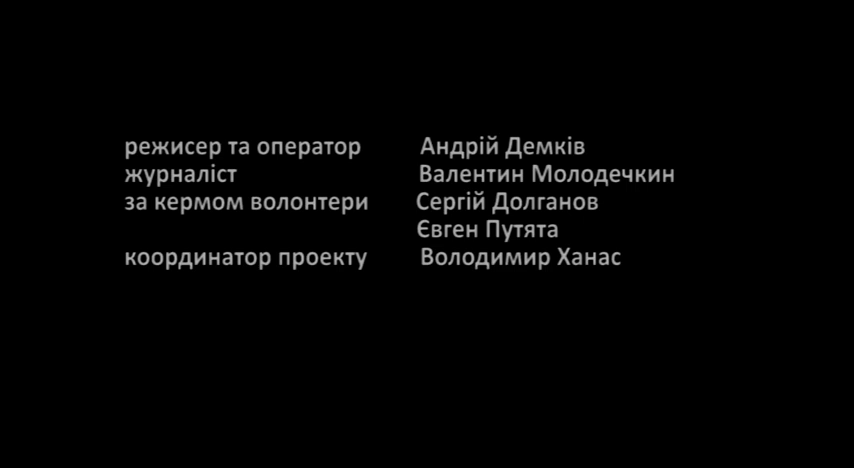 режисер та оператор Андрій Демків
журналіст Валентин Молодечкин
за кермом волонтери Сергій Долганов
Євген Путята
координатор проекту Володимир Ханас